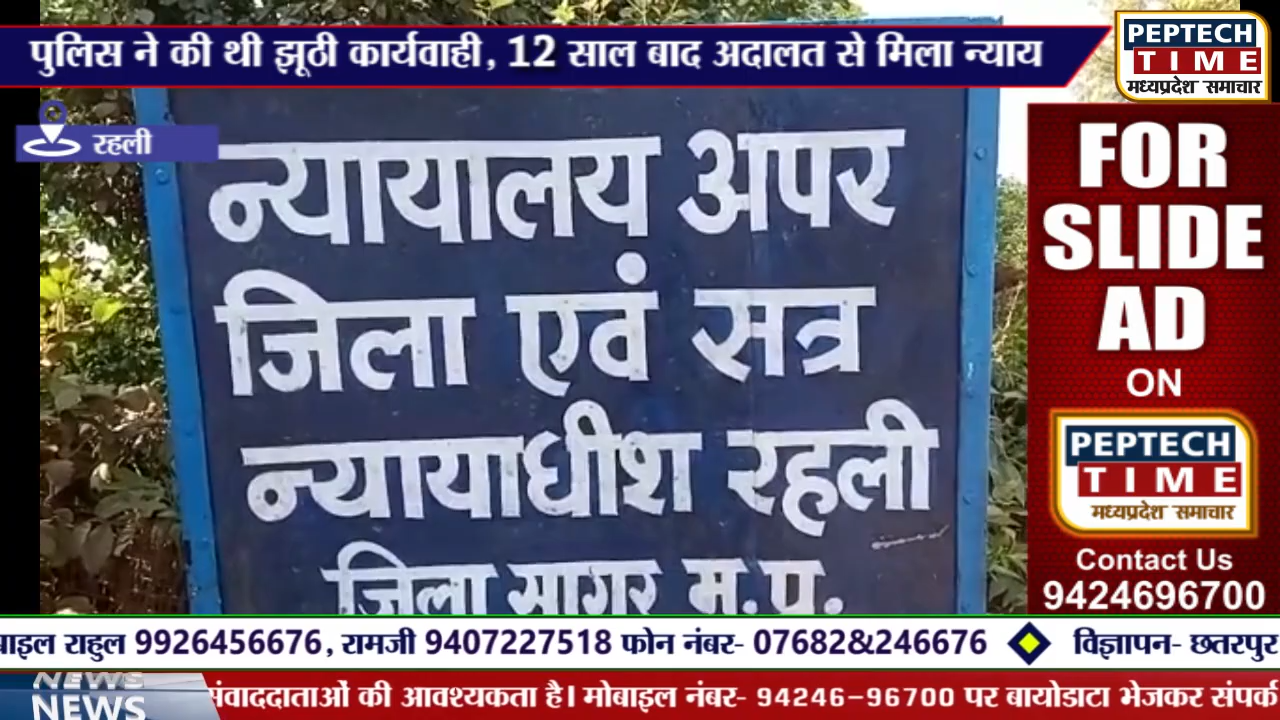 पुलिस ने की थी झूठी कार्यवाही, 12 साल बाद अदालत से मिला न्याय
PEPTECH
TIME
मध्यप्रदेश समाचार
रहली
न्यायालय अपर
जिला एवं सत्र
न्यायाधीश रहली
जिला सागर म.प्र.
FOR
SLIDE
AD
ON
PEPTECH
TIME
मध्यप्रदेश समाचार
Contact Us
9424696700
राहुल 9926456676, रामजी 9407227518 फोन नंबर- 07682&246676 विज्ञापन- छतरपुर
NEWS
NEWS
संवाददाताओं की आवश्यकता है। मोबाइल नंबर- 94246-96700 पर बायोडाटा भेजकर संपर्क